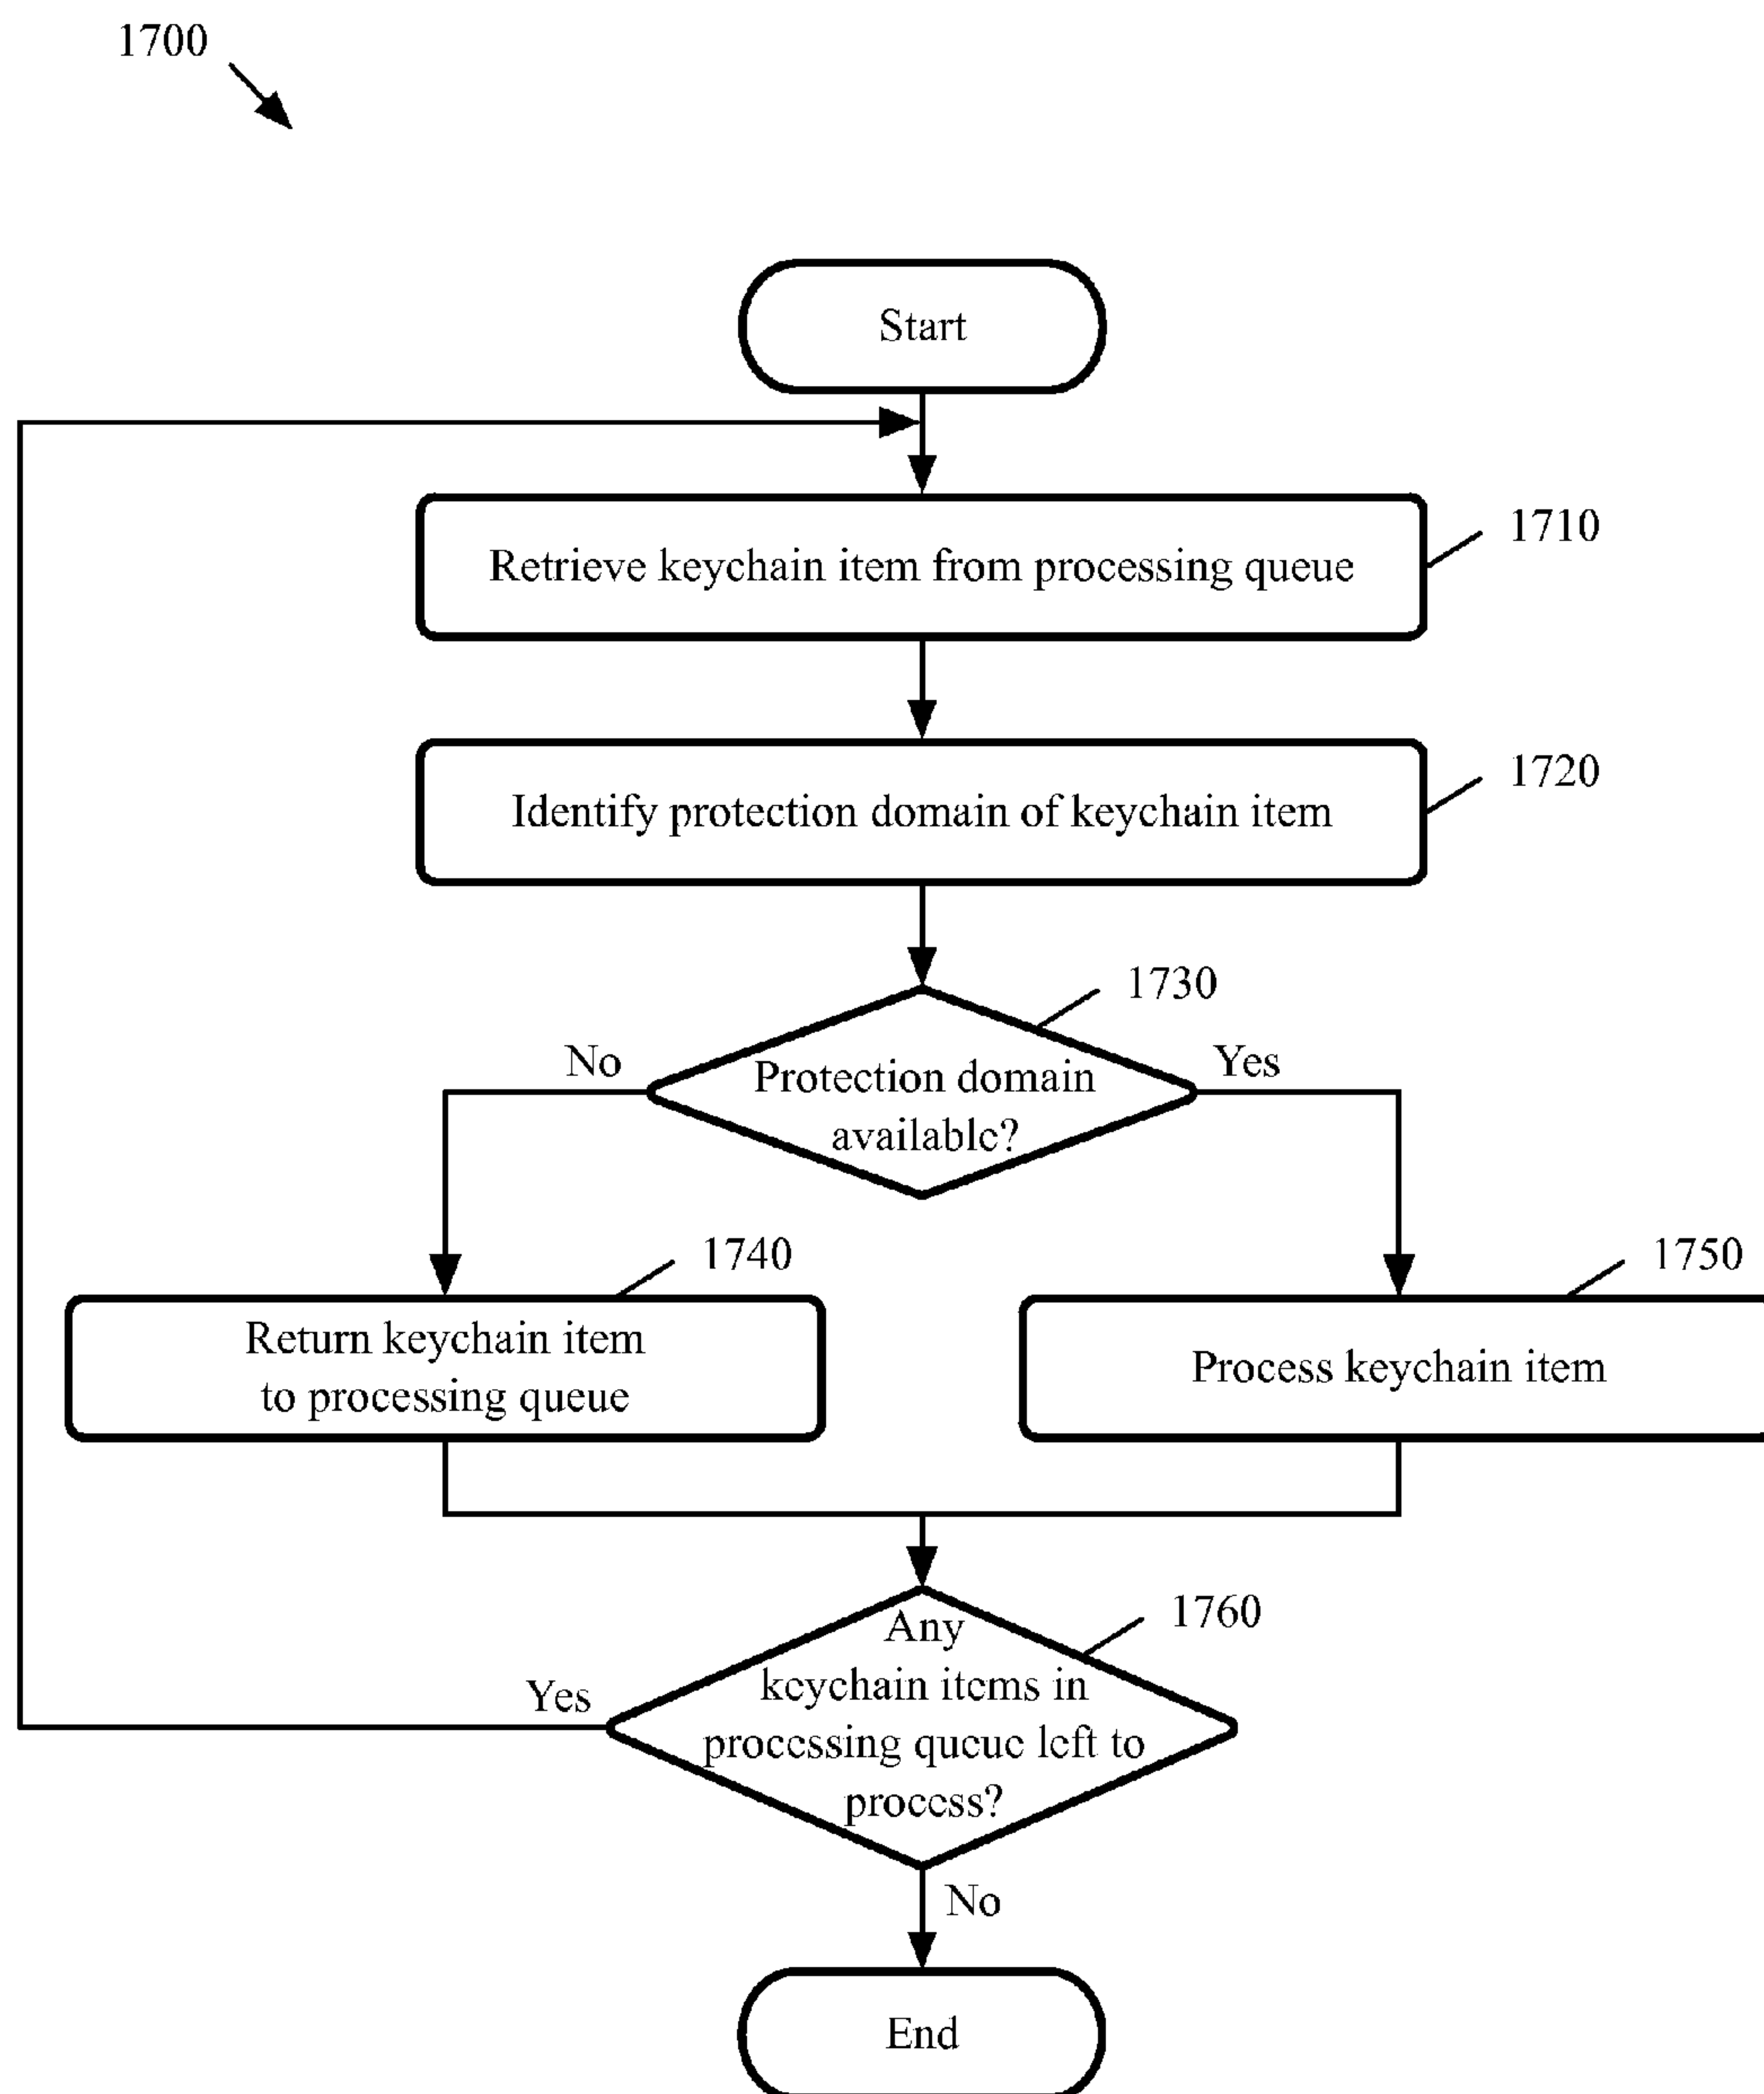 1700
Start
Retrieve keychain item from processing queue
1710
Identify protection domain of keychain item
1720
1730
No
Yes
Protection domain
available?
1740
1750
Return keychain item
to processing queue
Process keychain item
1760
Any
keychain items in
processing queue left to
process?
Yes
No
End